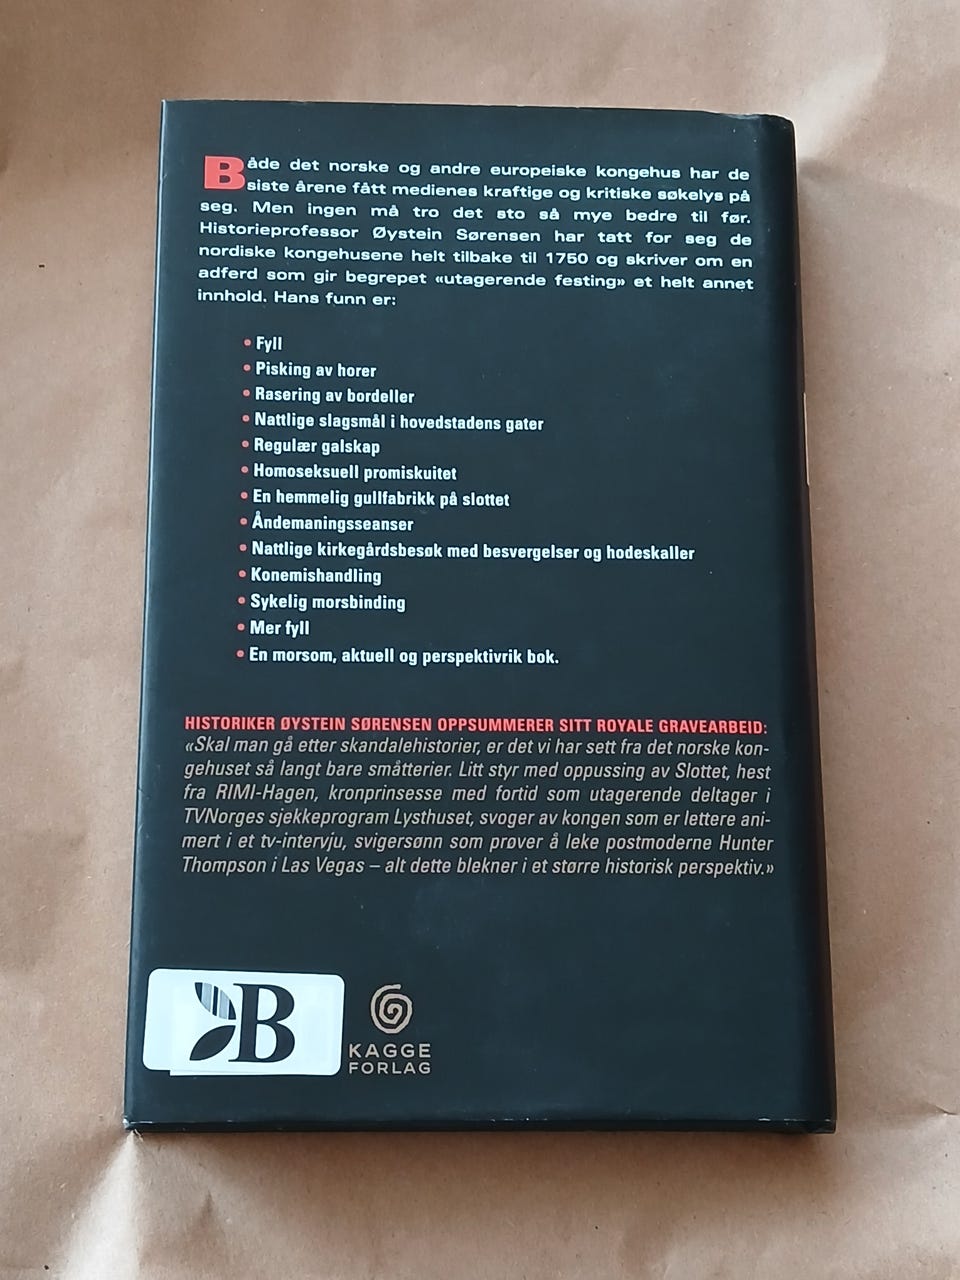 Både det norske og andre europeiske kongehus har de
siste årene fått medienes kraftige og kritiske søkelys på
seg. Men ingen må tro det sto så mye bedre til før.
Historieprofessor Øystein Sørensen har tatt for seg de
nordiske kongehusene helt tilbake til 1750 og skriver om en
adferd som gir begrepet «utagerende festing» et helt annet
innhold. Hans funn er:
• Fyll
• Pisking av horer
• Rasering av bordeller
• Nattlige slagsmål i hovedstadens gater
• Regulær galskap
• Homoseksuell promiskuitet
• En hemmelig gullfabrikk på slottet
• Åndemaningsseanser
• Nattlige kirkegårdsbesøk med besvergelser og hodeskaller
• Konemishandling
• Sykelig morsbinding
• Mer fyll
• En morsom, aktuell og perspektivrik bok.
HISTORIKER ØYSTEIN SØRENSEN OPPSUMMERER SITT ROYALE GRAVEARBEID:
«Skal man gå etter skandalehistorier, er det vi har sett fra det norske kon-
gehuset så langt bare småtterier. Litt styr med oppussing av Slottet, hest
fra RIMI-Hagen, kronprinsesse med fortid som utagerende deltager i
TVNorges sjekkeprogram Lysthuset, svoger av kongen som er lettere ani-
mert i et tv-intervju, svigersønn som prøver å leke postmoderne Hunter
Thompson i Las Vegas – alt dette blekner i et større historisk perspektiv.»
B
KAGGE
FORLAG